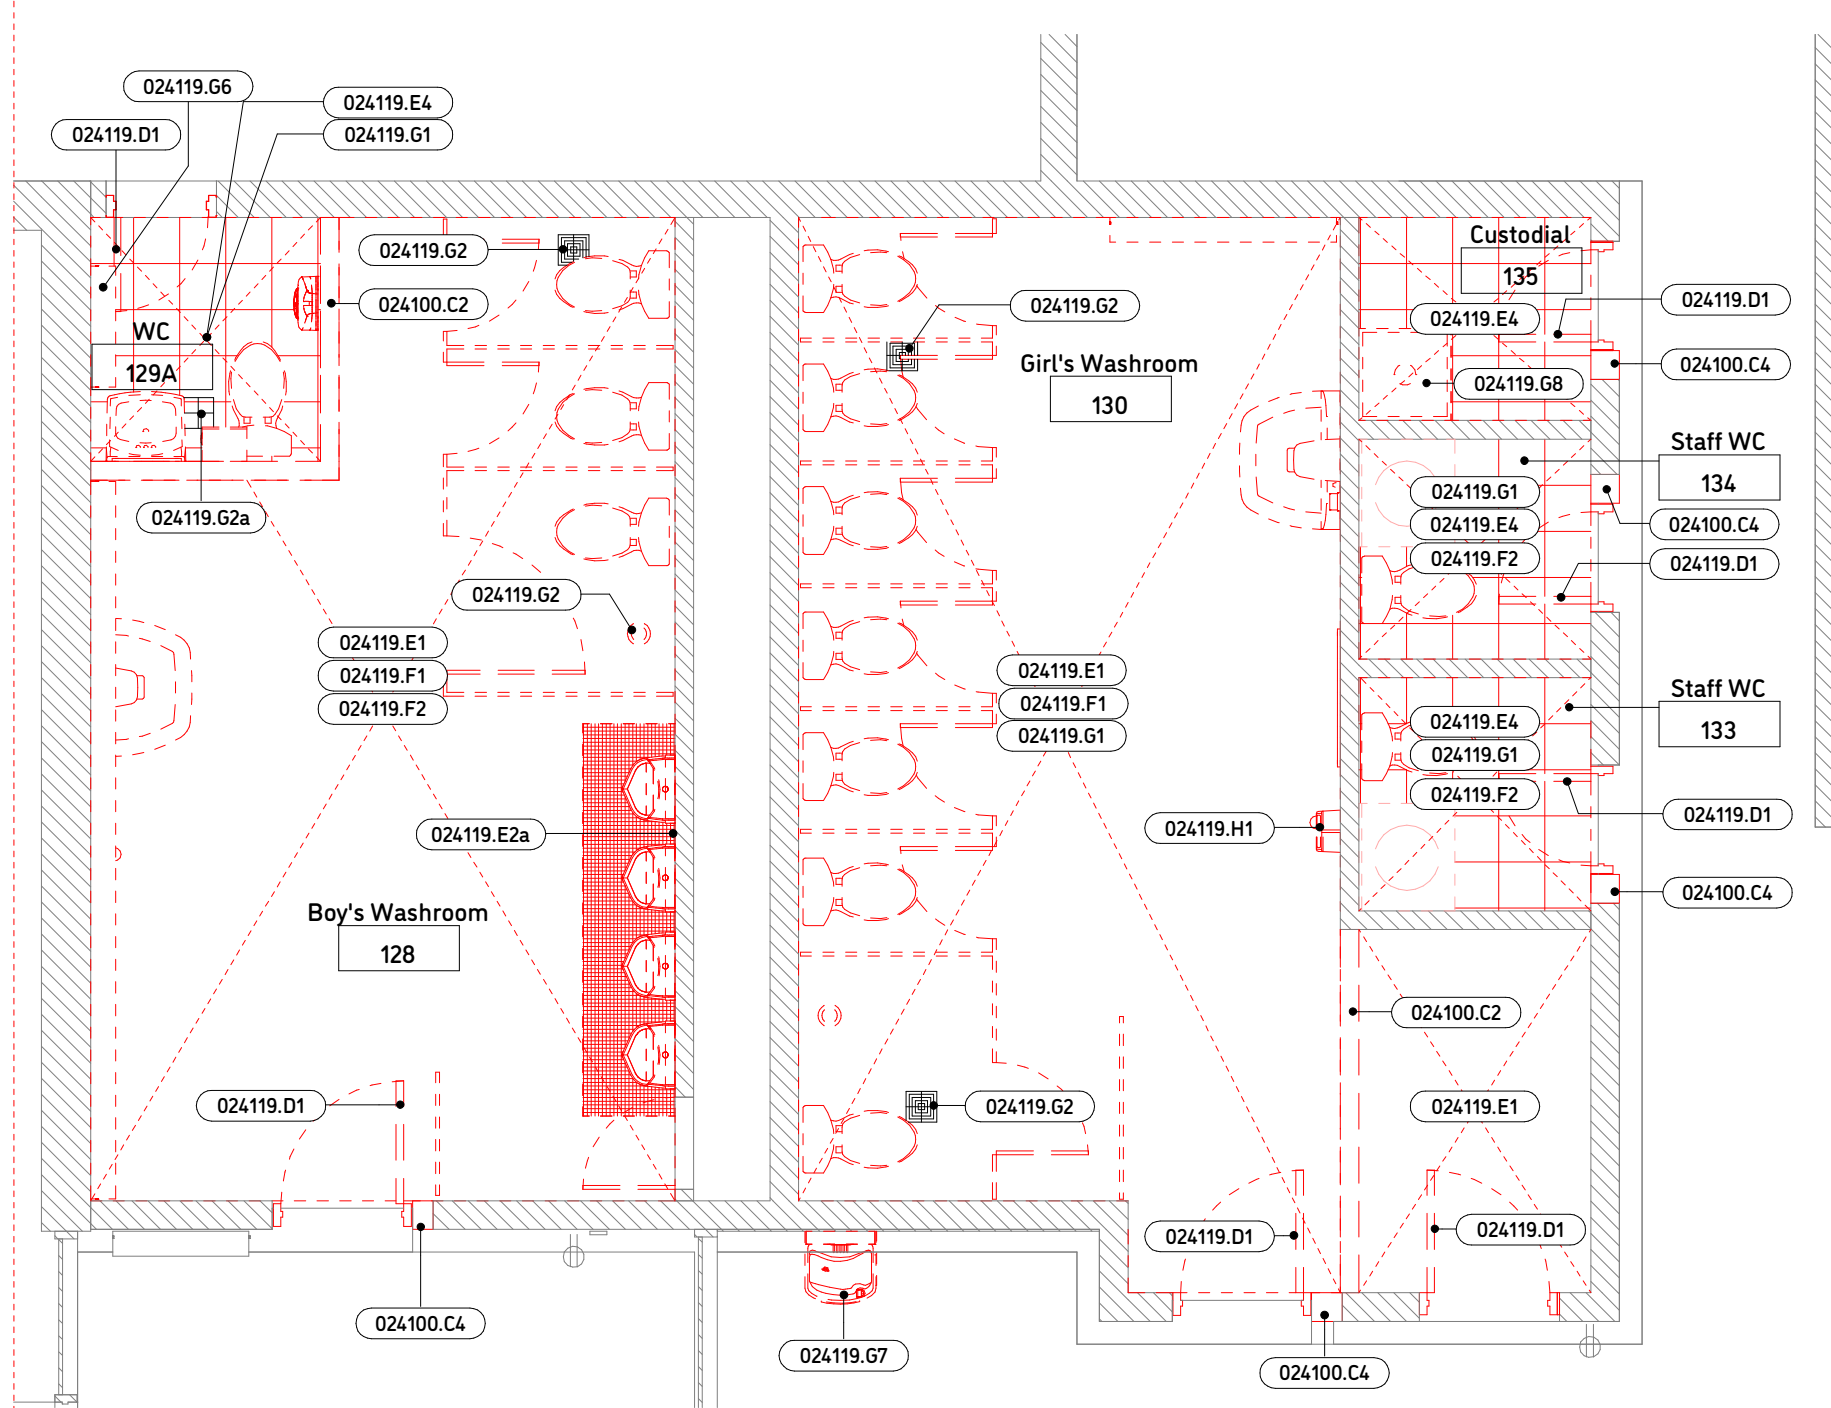 024119.G6
024119.E4
024119.G1
024119.D1
024119.G2
024100.C2
WC
129A
024119.G2a
024119.G2
024119.E1
024119.F1
024119.F2
024119.E2a
Boy's Washroom
128
024119.D1
024100.C4
024119.G2
Girl's Washroom
130
024119.E1
024119.F1
024119.G1
024119.H1
024119.G2
024119.D1
024119.G7
024100.C4
Custodial
135
024119.E4
024119.D1
024100.C4
024119.G8
Staff WC
134
024119.G1
024119.E4
024119.F2
024100.C4
024119.D1
Staff WC
133
024119.E4
024119.G1
024119.F2
024119.D1
024100.C4
024100.C2
024119.E1
024119.D1